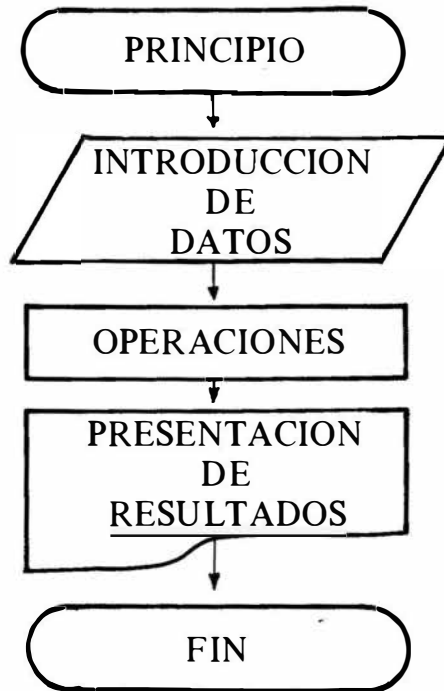 PRINCIPIO
INTRODUCCION
DE
DATOS
OPERACIONES
PRESENTACION
DE
RESULTADOS
FIN